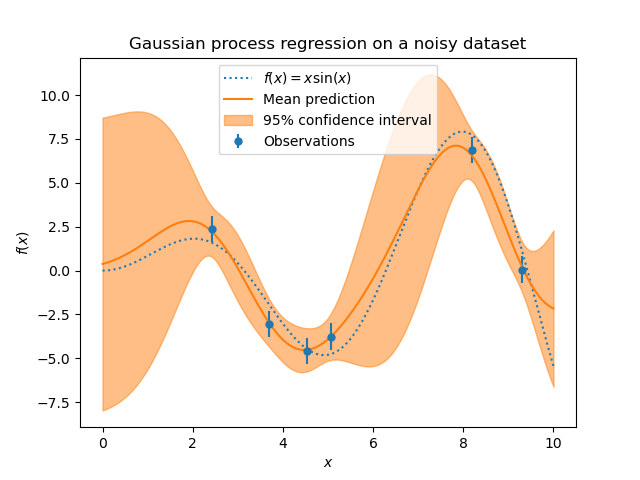 Gaussian process regression on a noisy dataset
f(x) = x sin(x)
Mean prediction
95% confidence interval
Observations
10.0
7.5
5.0
2.5
0.0
−2.5
−5.0
−7.5
f(x)
0 2 4 6 8 10
x